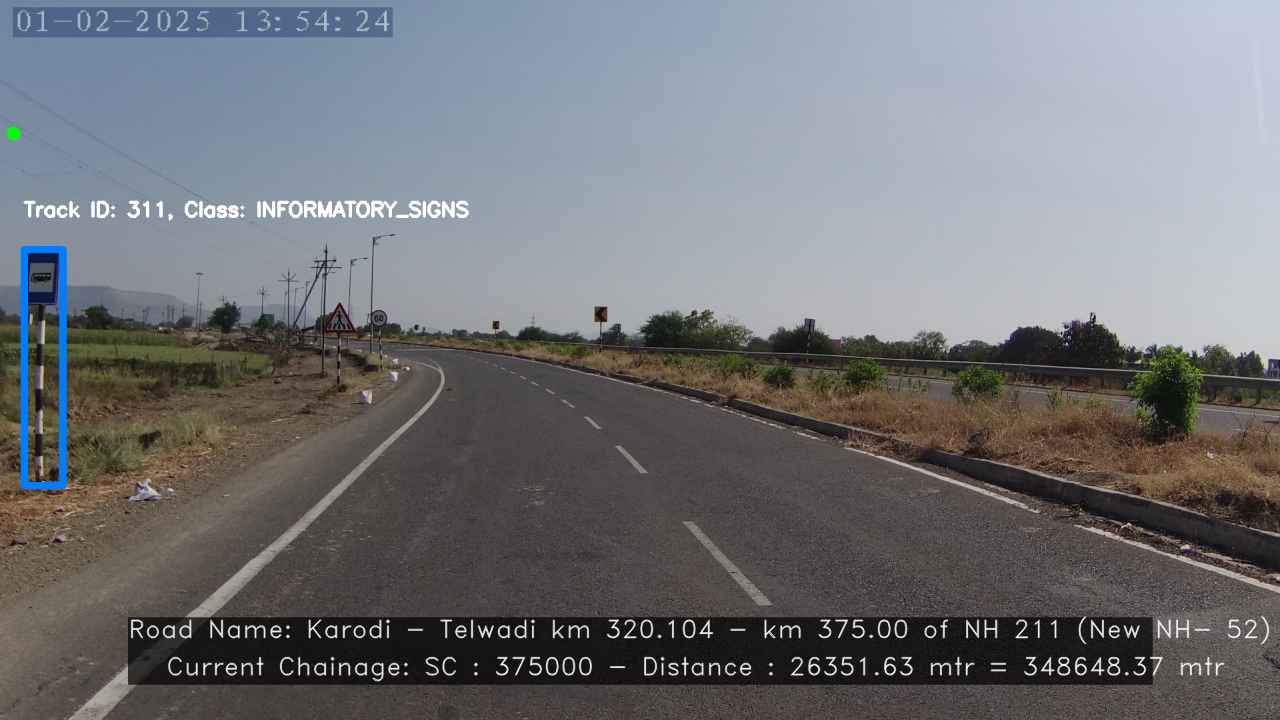 01-02-2025 13:54:24
Track ID: 311, Class: INFORMATORY_SIGNS
60
Road Name: Karodi - Telwadi km 320.104 - km 375.00 of NH 211 (New NH- 52)
Current Chainage: SC : 375000 - Distance : 26351.63 mtr = 348648.37 mtr